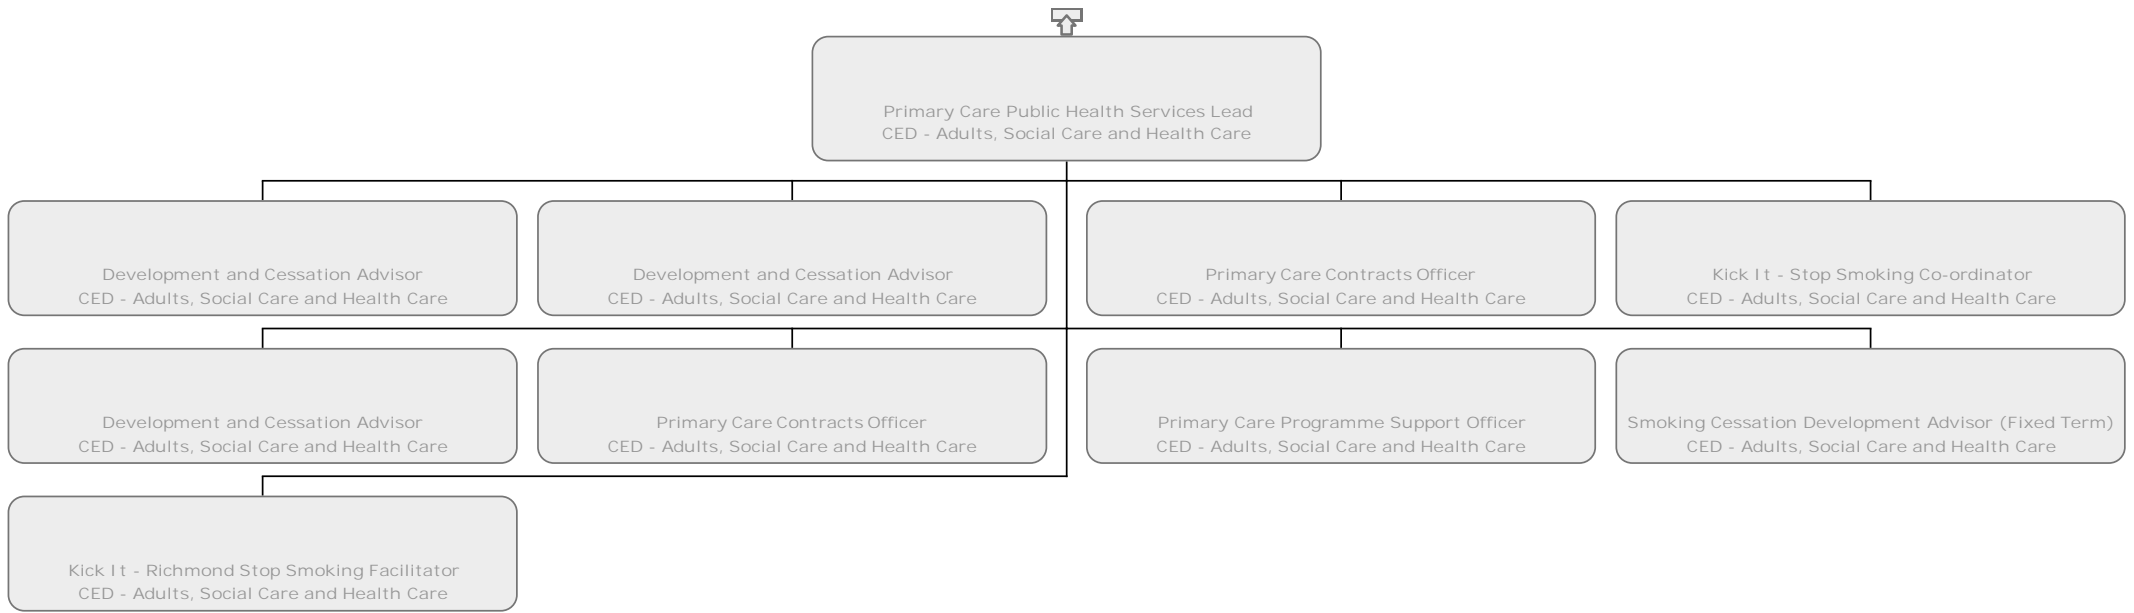 Primary Care Public Health Services Lead
CED - Adults, Social Care and Health Care
Development and Cessation Advisor
CED - Adults, Social Care and Health Care
Development and Cessation Advisor
CED - Adults, Social Care and Health Care
Primary Care Contracts Officer
CED - Adults, Social Care and Health Care
Kick It - Stop Smoking Co-ordinator
CED - Adults, Social Care and Health Care
Development and Cessation Advisor
CED - Adults, Social Care and Health Care
Primary Care Contracts Officer
CED - Adults, Social Care and Health Care
Primary Care Programme Support Officer
CED - Adults, Social Care and Health Care
Smoking Cessation Development Advisor (Fixed Term)
CED - Adults, Social Care and Health Care
Kick It - Richmond Stop Smoking Facilitator
CED - Adults, Social Care and Health Care